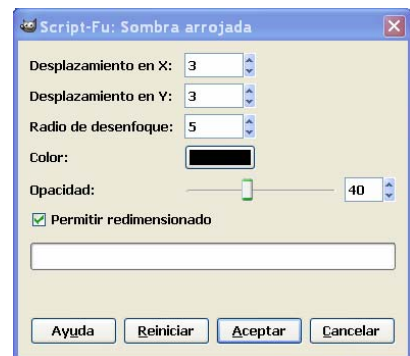 Script-Fu: Sombra arrojada
Desplazamiento en X: 3
Desplazamiento en Y: 3
Radio de desenfoque: 5
Color:
Opacidad: 40
Permitir redimensionado
Ayuda Reiniciar Aceptar Cancelar